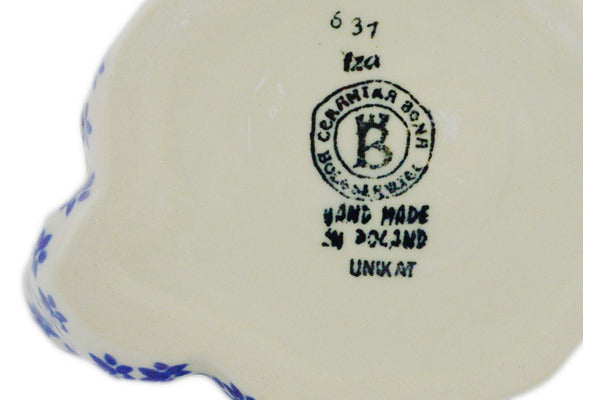 637
Iza
CERAMIKA BONA
B
HAND MADE
IN POLAND
UNIKAT